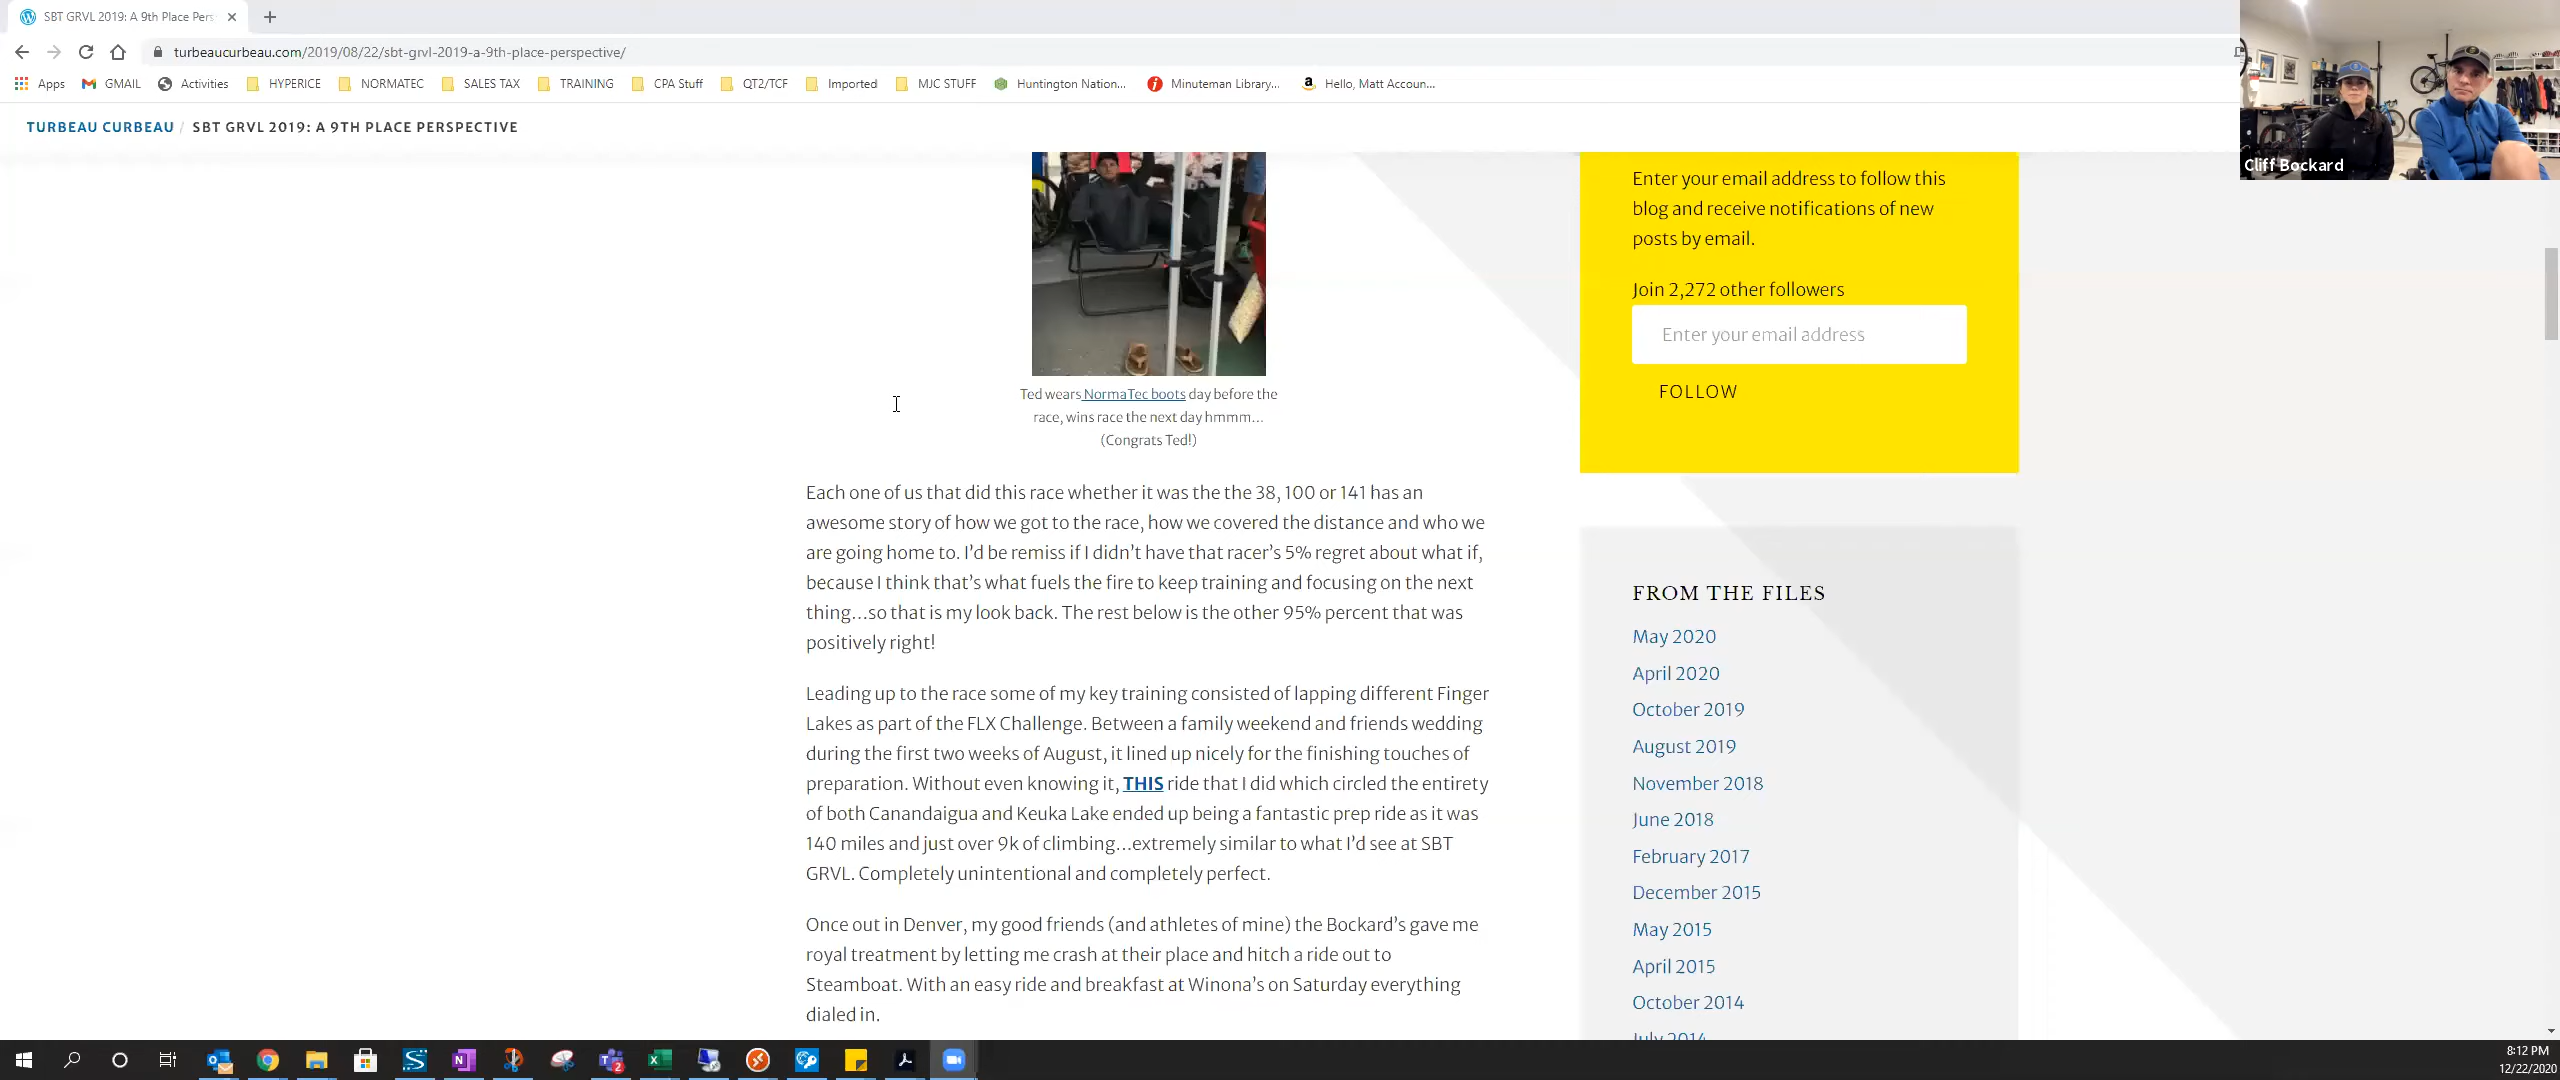 SBT GRVL 2019: A 9th Place Pers
turbeaucurbeau.com/2019/08/22/sbt-grvl-2019-a-9th-place-perspective/
Apps GMAIL Activities HYPERICE NORMATEC SALES TAX TRAINING CPA Stuff QT2/TCF Imported MJC STUFF Huntington Nation... Minuteman Library... Hello, Matt Accoun...
TURBEAU CURBEAU / SBT GRVL 2019: A 9TH PLACE PERSPECTIVE
Cliff Bockard
Ted wears NormaTec boots day before the
race, wins race the next day hmmm...
(Congrats Ted!)
Each one of us that did this race whether it was the the 38, 100 or 141 has an
awesome story of how we got to the race, how we covered the distance and who we
are going home to. I'd be remiss if I didn't have that racer's 5% regret about what if,
because I think that's what fuels the fire to keep training and focusing on the next
thing...so that is my look back. The rest below is the other 95% percent that was
positively right!
Leading up to the race some of my key training consisted of lapping different Finger
Lakes as part of the FLX Challenge. Between a family weekend and friends wedding
during the first two weeks of August, it lined up nicely for the finishing touches of
preparation. Without even knowing it, THIS ride that I did which circled the entirety
of both Canandaigua and Keuka Lake ended up being a fantastic prep ride as it was
140 miles and just over 9k of climbing...extremely similar to what I'd see at SBT
GRVL. Completely unintentional and completely perfect.
Once out in Denver, my good friends (and athletes of mine) the Bockard's gave me
royal treatment by letting me crash at their place and hitch a ride out to
Steamboat. With an easy ride and breakfast at Winona's on Saturday everything
dialed in.
Enter your email address to follow this
blog and receive notifications of new
posts by email.
Join 2,272 other followers
Enter your email address
FOLLOW
FROM THE FILES
May 2020
April 2020
October 2019
August 2019
November 2018
June 2018
February 2017
December 2015
May 2015
April 2015
October 2014
July 2014
8:12 PM
12/22/2020